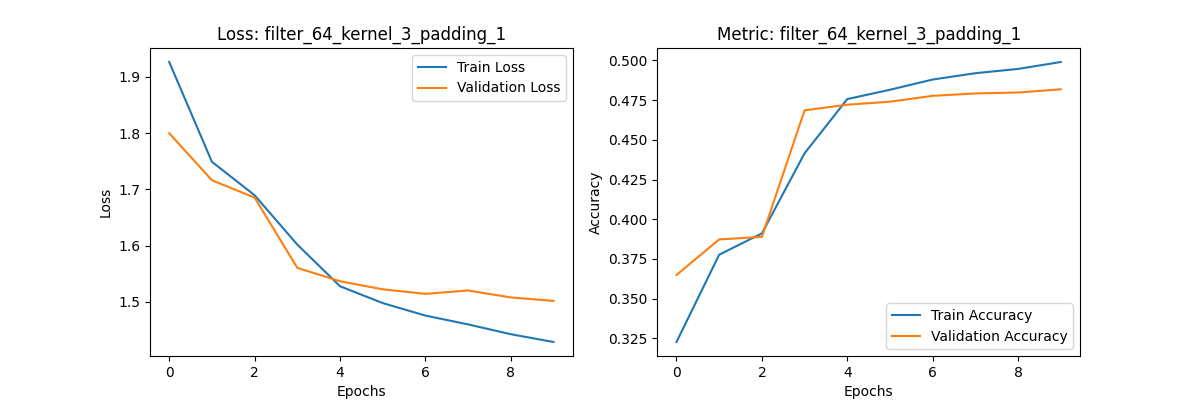 Loss: filter_64_kernel_3_padding_1
1.9
1.8
1.7
1.6
1.5
Loss
0
2
4
6
8
Epochs
Train Loss
Validation Loss
Metric: filter_64_kernel_3_padding_1
0.500
0.475
0.450
0.425
0.400
0.375
0.350
0.325
Accuracy
0
2
4
6
8
Epochs
Train Accuracy
Validation Accuracy